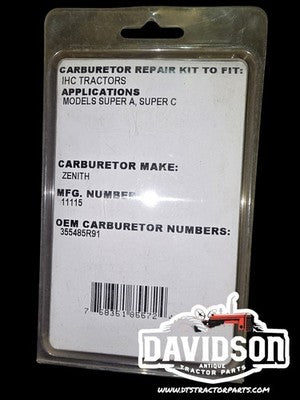 CARBURETOR REPAIR KIT TO FIT:
IHC TRACTORS
APPLICATIONS
MODELS SUPER A, SUPER C
CARBURETOR MAKE:
ZENITH
MFG. NUMBER
11115
OEM CARBURETOR NUMBERS:
355485R91
DAVIDSON
ANTIQUE
TRACTOR PARTS
WWW.DTSTRACTORPARTS.COM